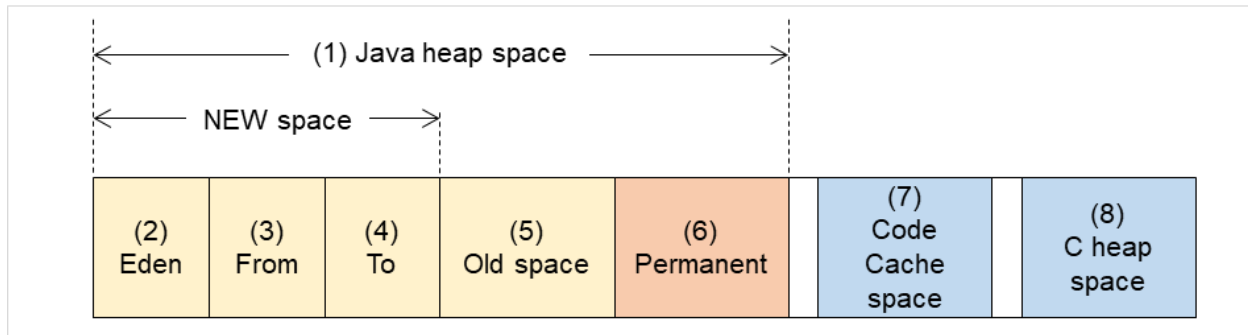 (1) Java heap space
NEW space
(2)
Eden
(3)
From
(4)
To
(5)
Old space
(6)
Permanent
(7)
Code
Cache
space
(8)
C heap
space